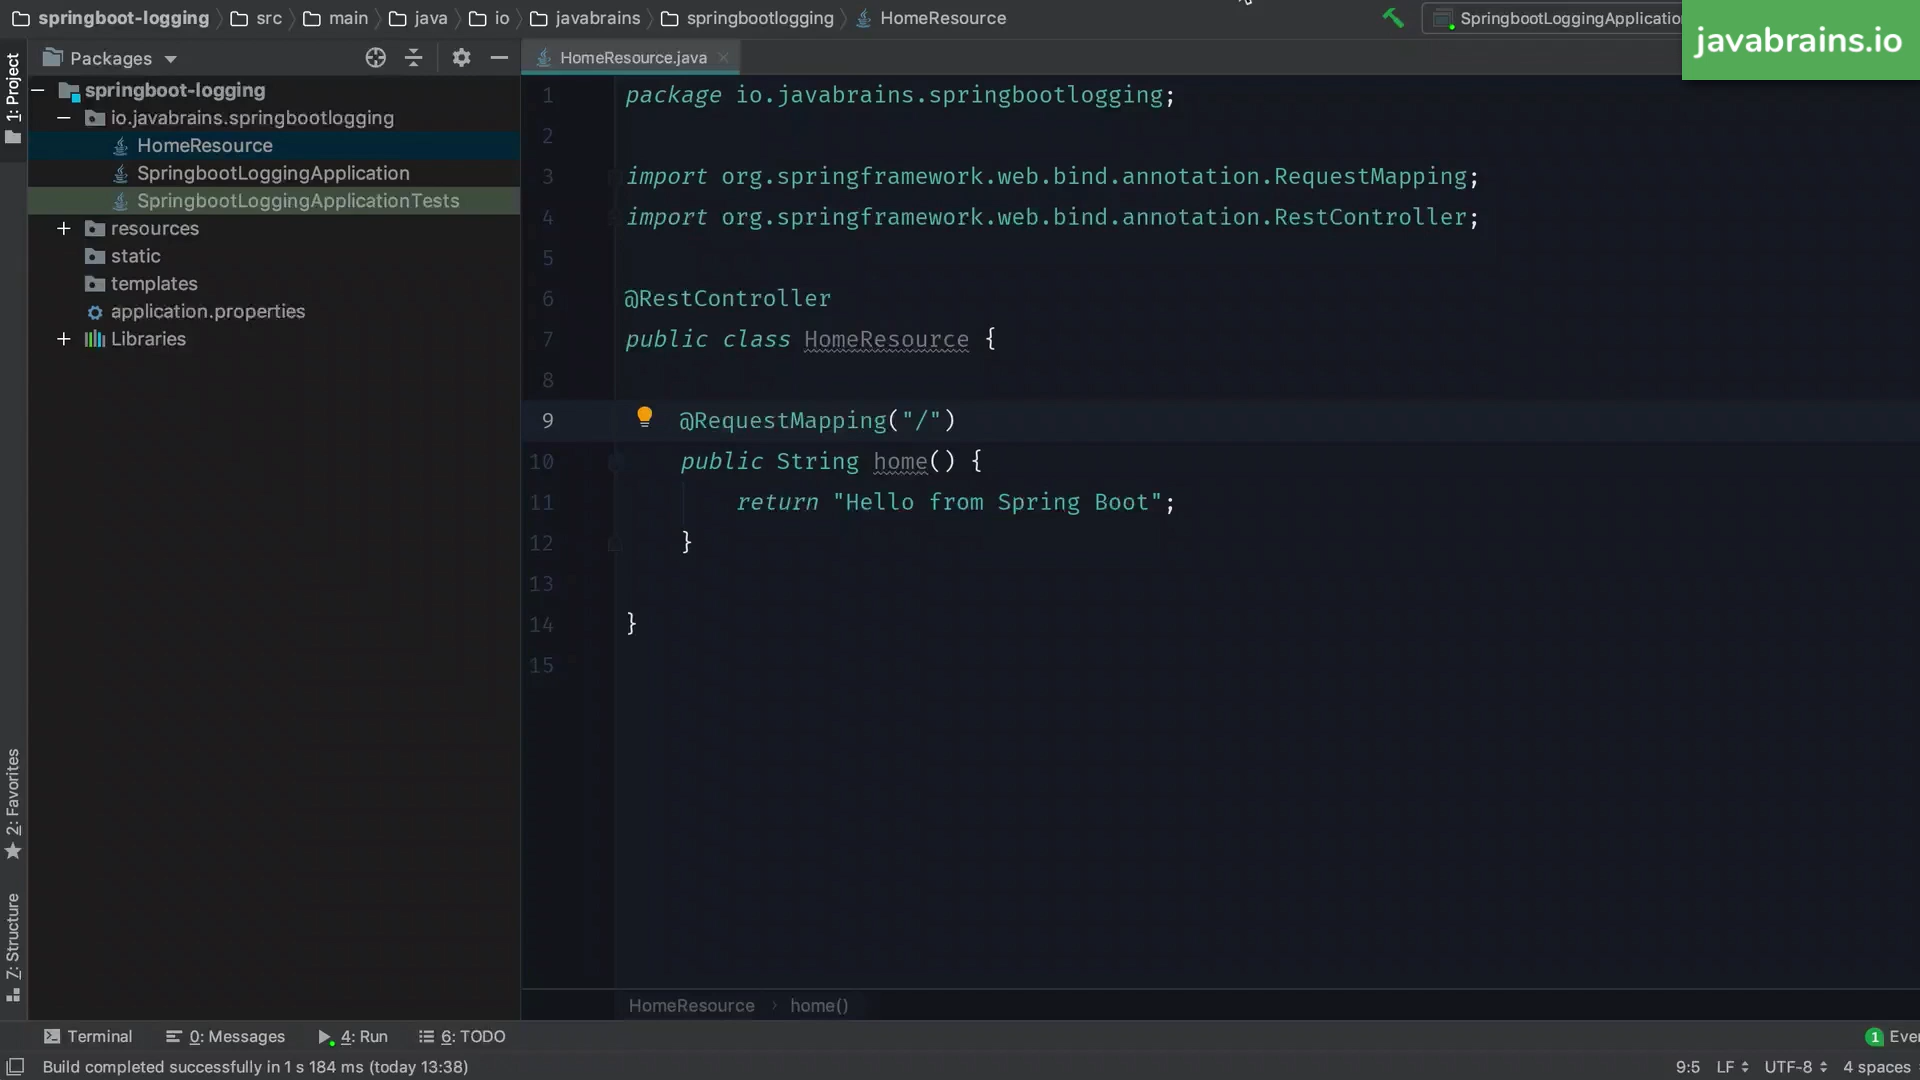 springboot-logging src main java io javabrains springbootlogging HomeResource
javabrains.io
1: Project
Packages
HomeResource.java
springboot-logging
io.javabrains.springbootlogging
HomeResource
SpringbootLoggingApplication
SpringbootLoggingApplicationTests
resources
static
templates
application.properties
Libraries
2: Favorites
7: Structure
1 package io.javabrains.springbootlogging;
2
3 import org.springframework.web.bind.annotation.RequestMapping;
4 import org.springframework.web.bind.annotation.RestController;
5
6 @RestController
7 public class HomeResource {
8
9 @RequestMapping("/")
10 public String home() {
11 return "Hello from Spring Boot";
12 }
13
14 }
15
HomeResource › home()
Terminal 0: Messages 4: Run 6: TODO
1
Build completed successfully in 1 s 184 ms (today 13:38)
9:5 LF UTF-8 4 spaces